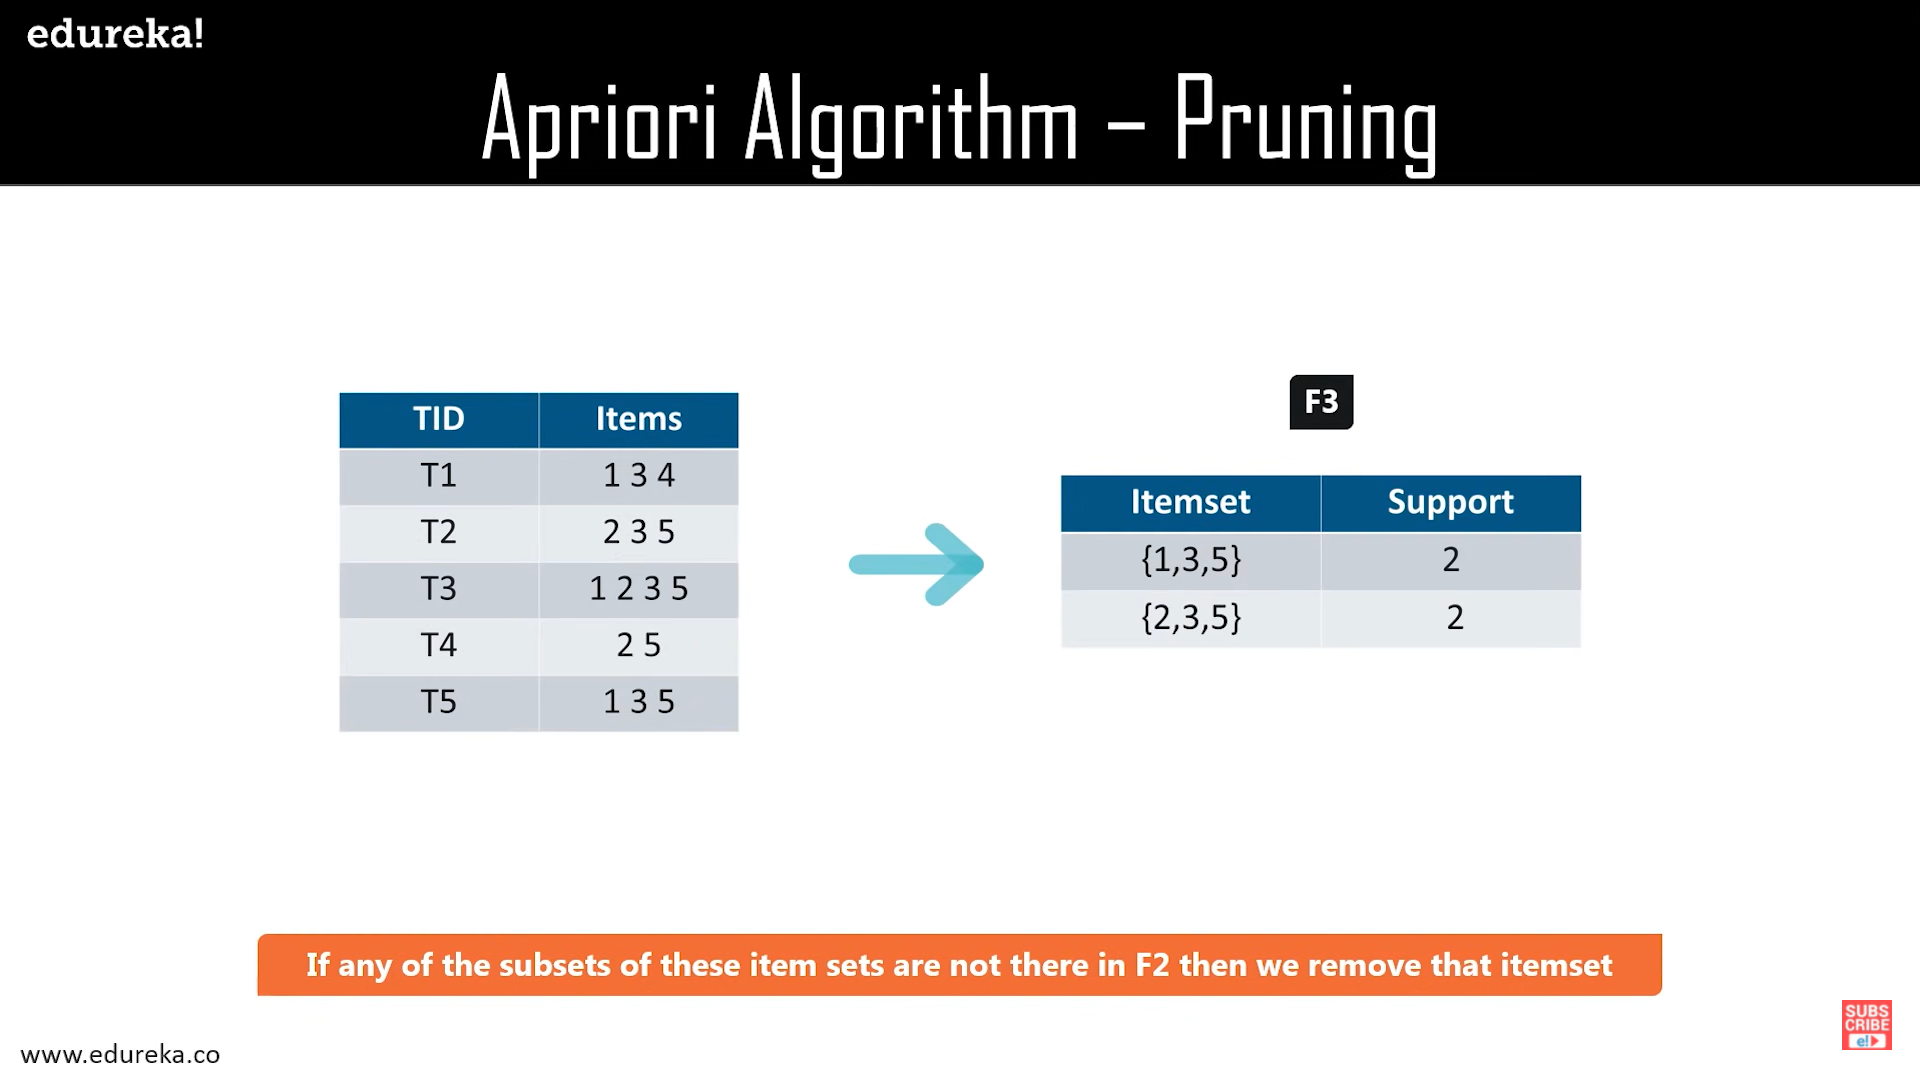 edureka!
Apriori Algorithm – Pruning
TID Items
T1 1 3 4
T2 2 3 5
T3 1 2 3 5
T4 2 5
T5 1 3 5
F3
Itemset Support
{1,3,5} 2
{2,3,5} 2
If any of the subsets of these item sets are not there in F2 then we remove that itemset
www.edureka.co
SUBS
CRIBE
e!